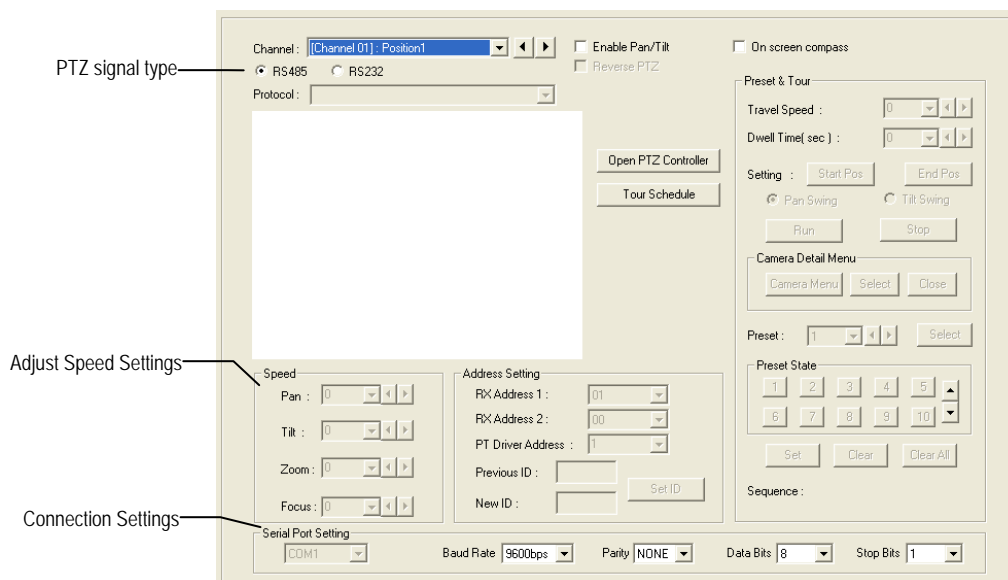 Channel : [Channel 01] : Position1
Enable Pan/Tilt
On screen compass
PTZ signal type
RS485 RS232
Reverse PTZ
Protocol :
Preset & Tour
Travel Speed : 0
Dwell Time( sec ) : 0
Open PTZ Controller
Tour Schedule
Setting : Start Pos End Pos
Pan Swing Tilt Swing
Run Stop
Camera Detail Menu
Camera Menu Select Close
Preset : 1 Select
Preset State
1 2 3 4 5
6 7 8 9 10
Set Clear Clear All
Sequence :
Adjust Speed Settings
Speed
Pan : 0
Tilt : 0
Zoom : 0
Focus : 0
Address Setting
RX Address 1 : 01
RX Address 2 : 00
PT Driver Address : 1
Previous ID :
New ID :
Set ID
Connection Settings
Serial Port Setting
COM1 Baud Rate 9600bps Parity NONE Data Bits 8 Stop Bits 1